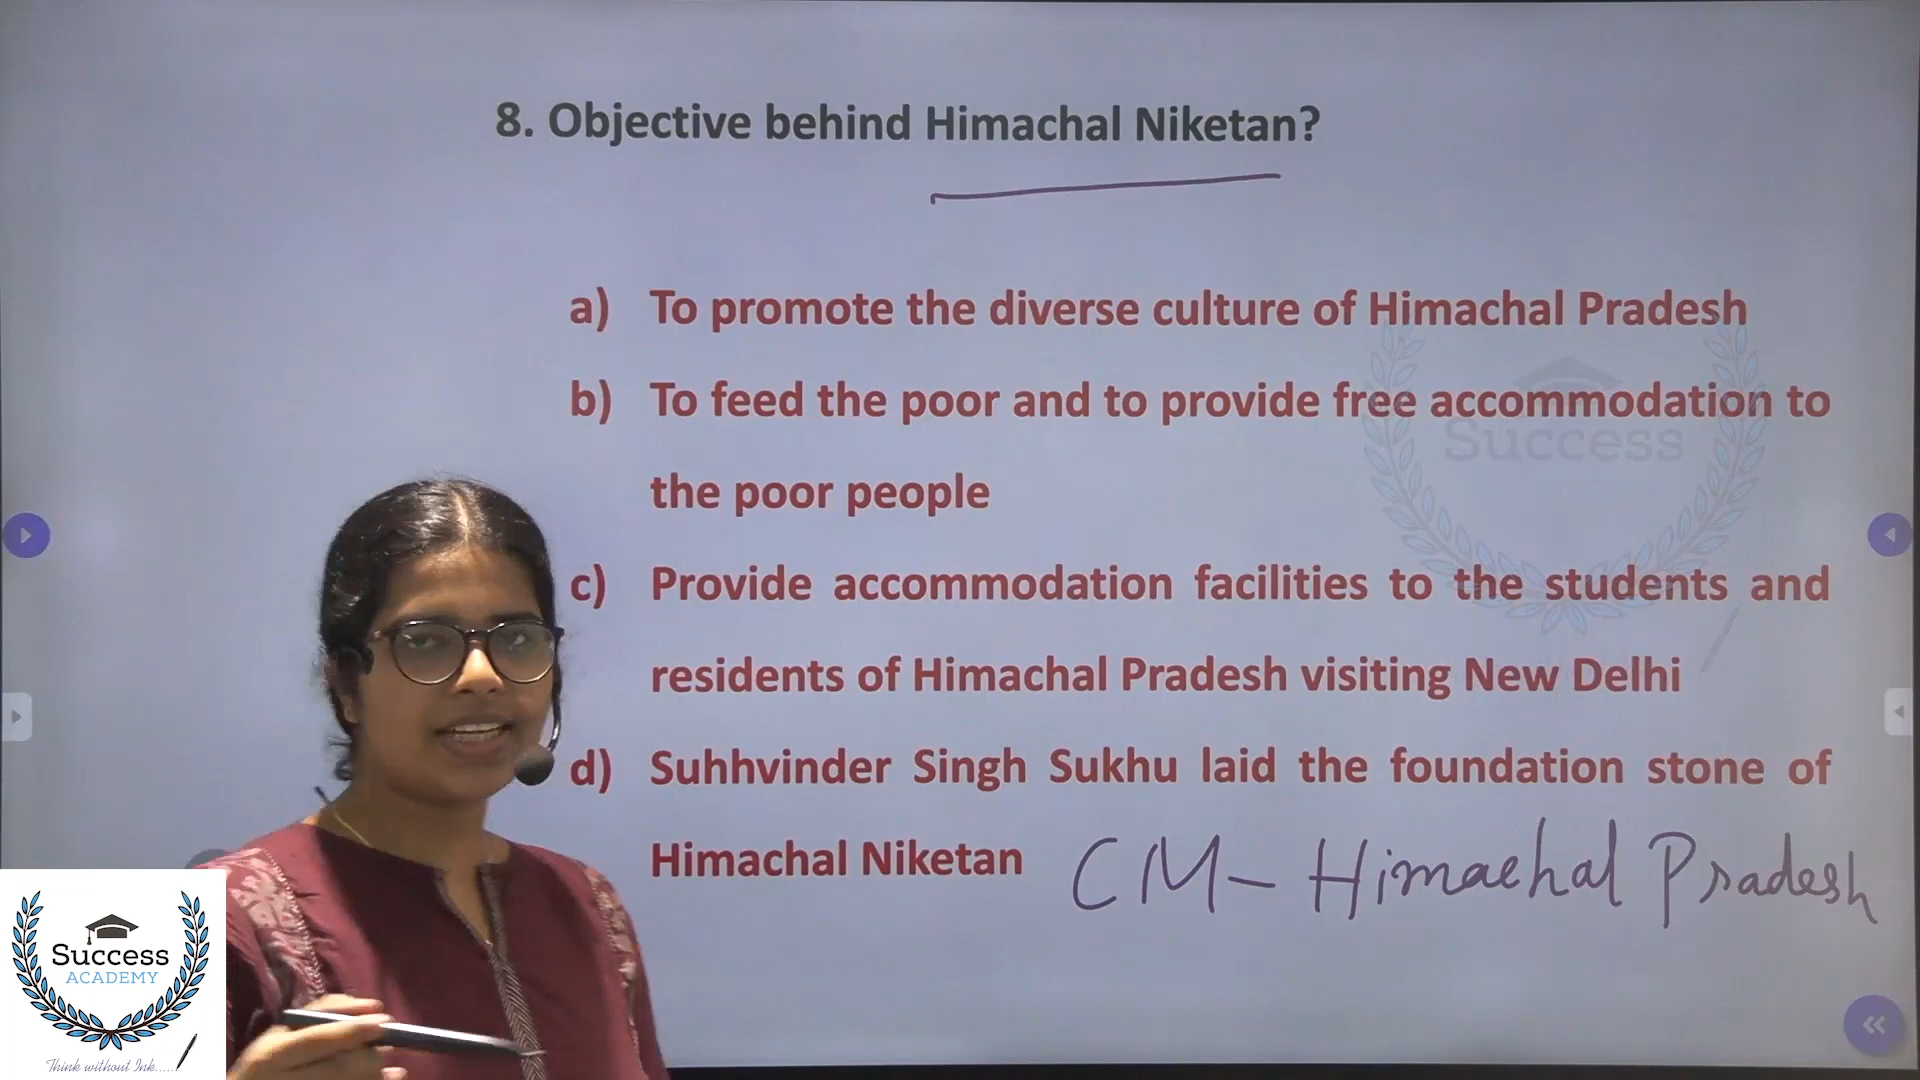 8. Objective behind Himachal Niketan?
a) To promote the diverse culture of Himachal Pradesh
b) To feed the poor and to provide free accommodation to
the poor people
Success
c) Provide accommodation facilities to the students and
residents of Himachal Pradesh visiting New Delhi
d) Suhhvinder Singh Sukhu laid the foundation stone of
Himachal Niketan
CM- Himachal Pradesh
Success
ACADEMY
Think without Ink.....